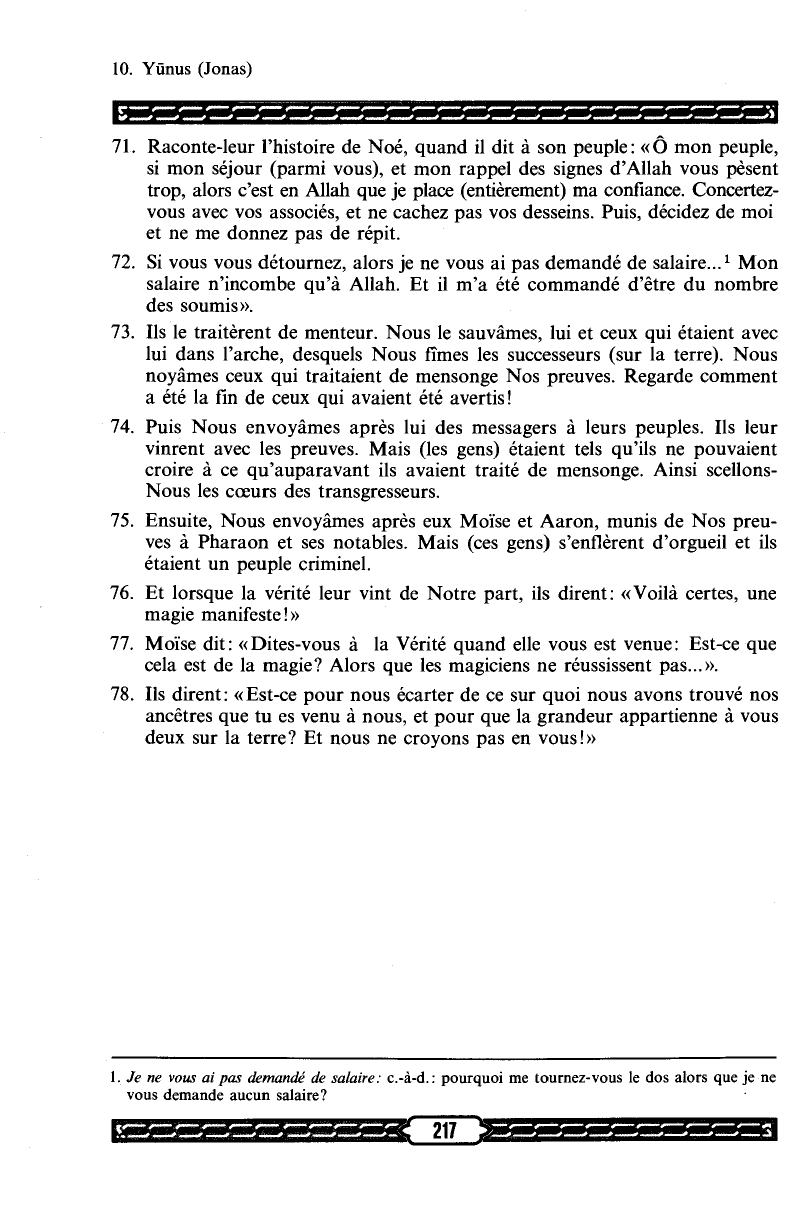 10. Yūnus (Jonas)
71. Raconte-leur l'histoire de Noé, quand il dit à son peuple: «Ô mon peuple,
si mon séjour (parmi vous), et mon rappel des signes d'Allah vous pèsent
trop, alors c'est en Allah que je place (entièrement) ma confiance. Concertez-
vous avec vos associés, et ne cachez pas vos desseins. Puis, décidez de moi
et ne me donnez pas de répit.
72. Si vous vous détournez, alors je ne vous ai pas demandé de salaire...¹ Mon
salaire n'incombe qu'à Allah. Et il m'a été commandé d'être du nombre
des soumis».
73. Ils le traitèrent de menteur. Nous le sauvâmes, lui et ceux qui étaient avec
lui dans l'arche, desquels Nous fîmes les successeurs (sur la terre). Nous
noyâmes ceux qui traitaient de mensonge Nos preuves. Regarde comment
a été la fin de ceux qui avaient été avertis!
74. Puis Nous envoyâmes après lui des messagers à leurs peuples. Ils leur
vinrent avec les preuves. Mais (les gens) étaient tels qu'ils ne pouvaient
croire à ce qu'auparavant ils avaient traité de mensonge. Ainsi scellons-
Nous les cœurs des transgresseurs.
75. Ensuite, Nous envoyâmes après eux Moïse et Aaron, munis de Nos preu-
ves à Pharaon et ses notables. Mais (ces gens) s'enflèrent d'orgueil et ils
étaient un peuple criminel.
76. Et lorsque la vérité leur vint de Notre part, ils dirent: «Voilà certes, une
magie manifeste!»
77. Moïse dit: «Dites-vous à la Vérité quand elle vous est venue: Est-ce que
cela est de la magie? Alors que les magiciens ne réussissent pas...».
78. Ils dirent: «Est-ce pour nous écarter de ce sur quoi nous avons trouvé nos
ancêtres que tu es venu à nous, et pour que la grandeur appartienne à vous
deux sur la terre? Et nous ne croyons pas en vous!»
1. Je ne vous ai pas demandé de salaire: c.-à-d.: pourquoi me tournez-vous le dos alors que je ne
vous demande aucun salaire?
217